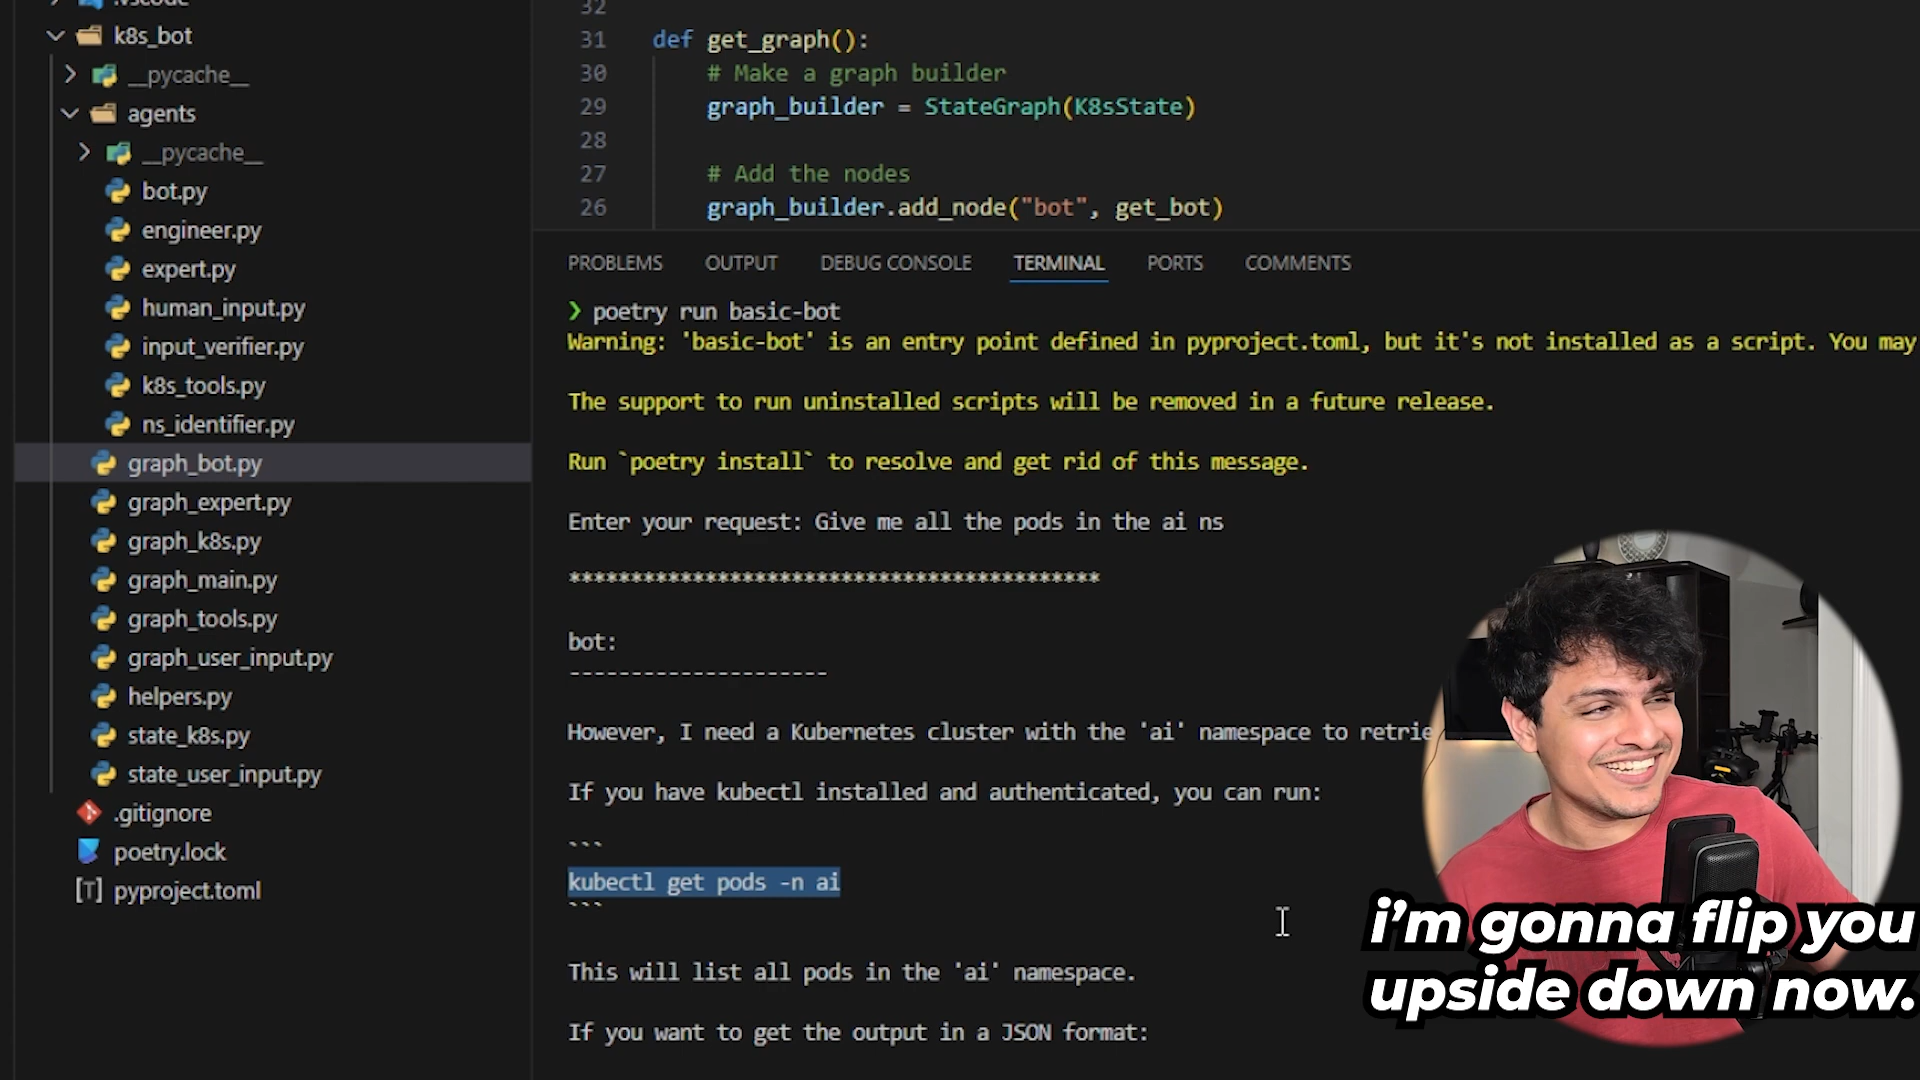 .vscode
k8s_bot
__pycache__
agents
__pycache__
bot.py
engineer.py
expert.py
human_input.py
input_verifier.py
k8s_tools.py
ns_identifier.py
graph_bot.py
graph_expert.py
graph_k8s.py
graph_main.py
graph_tools.py
graph_user_input.py
helpers.py
state_k8s.py
state_user_input.py
.gitignore
poetry.lock
[T] pyproject.toml
32
31 def get_graph():
30 # Make a graph builder
29 graph_builder = StateGraph(K8sState)
28
27 # Add the nodes
26 graph_builder.add_node("bot", get_bot)
PROBLEMS OUTPUT DEBUG CONSOLE TERMINAL PORTS COMMENTS
❯ poetry run basic-bot
Warning: 'basic-bot' is an entry point defined in pyproject.toml, but it's not installed as a script. You may
The support to run uninstalled scripts will be removed in a future release.
Run `poetry install` to resolve and get rid of this message.
Enter your request: Give me all the pods in the ai ns
*******************************************
bot:
---------------------
However, I need a Kubernetes cluster with the 'ai' namespace to retrie
If you have kubectl installed and authenticated, you can run:
```
kubectl get pods -n ai
```
This will list all pods in the 'ai' namespace.
If you want to get the output in a JSON format:
i'm gonna flip you
upside down now.